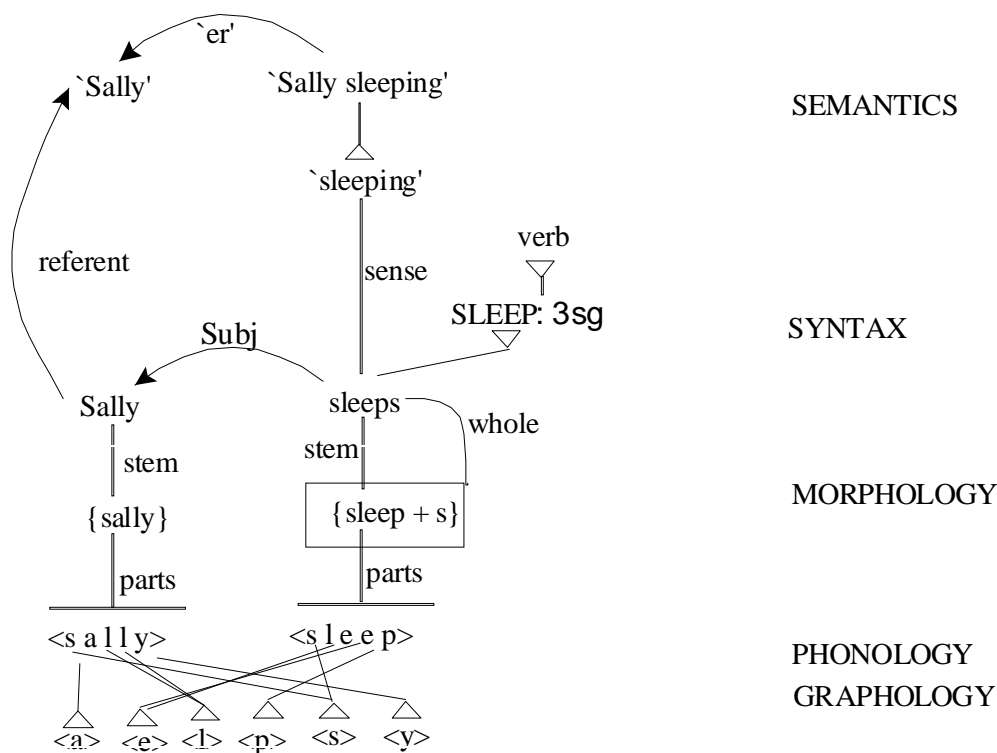 `er'
`Sally' `Sally sleeping'
SEMANTICS
`sleeping'
verb
referent sense
SLEEP: 3sg
Subj SYNTAX
Sally sleeps
whole
stem stem
MORPHOLOGY
{sally} {sleep + s}
parts parts
<s a l l y> <s l e e p>
PHONOLOGY
GRAPHOLOGY
<a> <e> <l> <p> <s> <y>